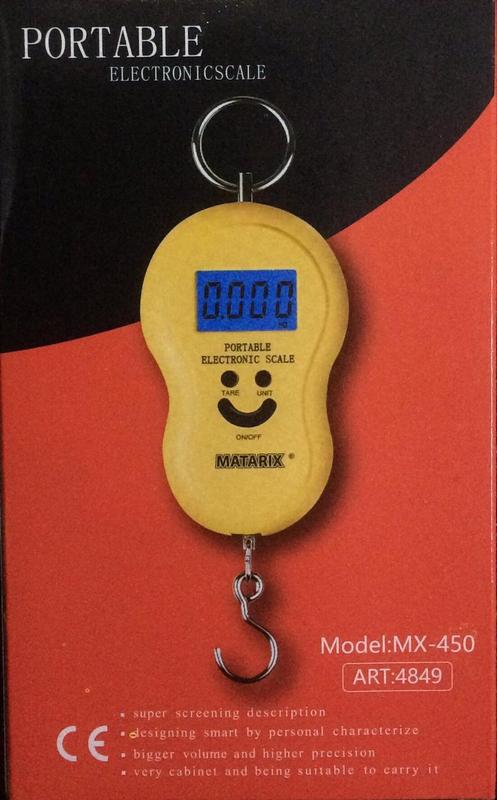 PORTABLE
ELECTRONICSCALE
0.000
KG
PORTABLE
ELECTRONIC SCALE
TARE UNIT
ON/OFF
MATARIX ®
Model:MX-450
ART:4849
CE
▪ super screening description
▪ designing smart by personal characterize
▪ bigger volume and higher precision
▪ very cabinet and being suitable to carry it